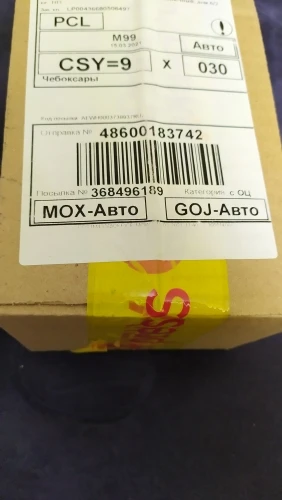 PCL
M99
Авто
CSY=9 X 030
Чебоксары
Отправка № 48600183742
Посылка № 368496189 Категория: с ОЦ
MOX-Авто GOJ-Авто